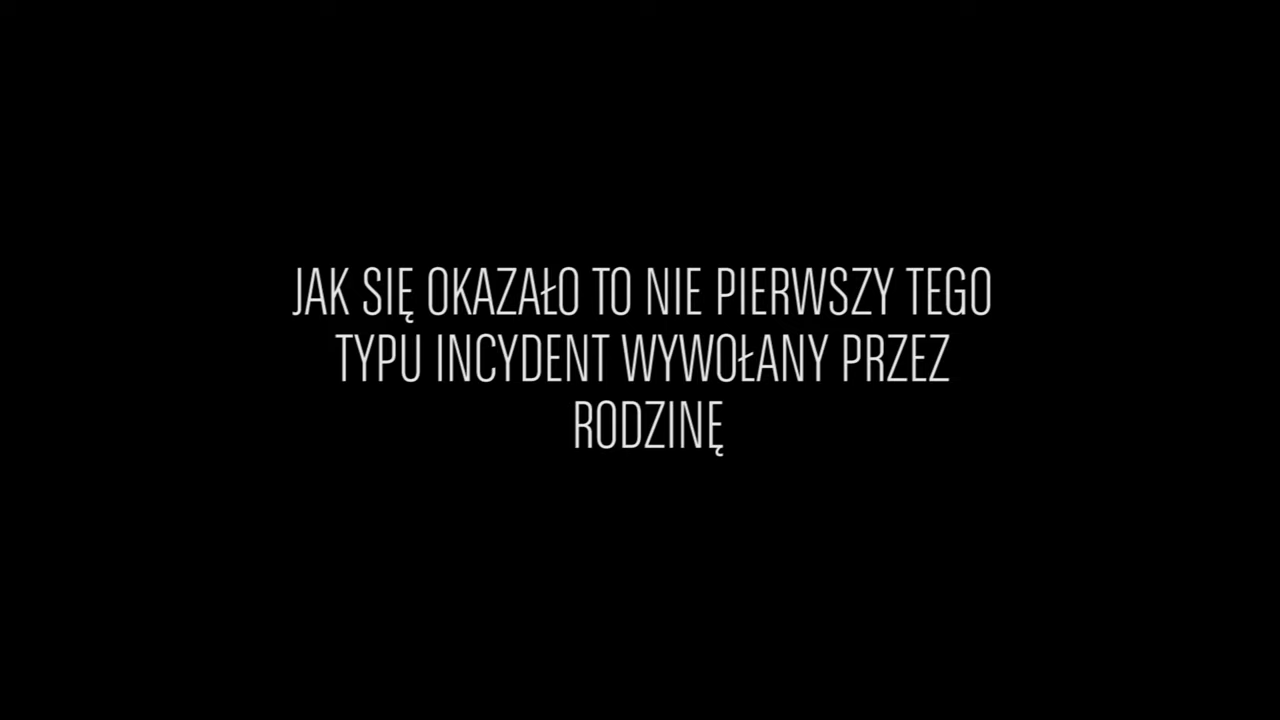 JAK SIĘ OKAZAŁO TO NIE PIERWSZY TEGO
TYPU INCYDENT WYWOŁANY PRZEZ
RODZINĘ